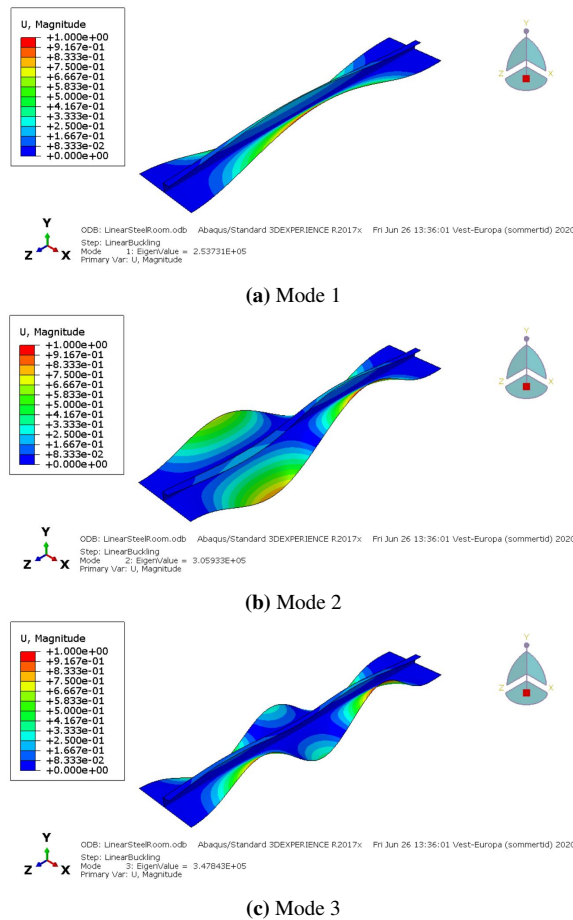 U, Magnitude
+1.000e+00
+9.167e-01
+8.333e-01
+7.500e-01
+6.667e-01
+5.833e-01
+5.000e-01
+4.167e-01
+3.333e-01
+2.500e-01
+1.667e-01
+8.333e-02
+0.000e+00
Y
Z X
Y
Z X
ODB: LinearSteelRoom.odb Abaqus/Standard 3DEXPERIENCE R2017x Fri Jun 26 13:36:01 Vest-Europa (sommertid) 2020
Step: LinearBuckling
Mode 1: EigenValue = 2.53731E+05
Primary Var: U, Magnitude
(a) Mode 1
U, Magnitude
+1.000e+00
+9.167e-01
+8.333e-01
+7.500e-01
+6.667e-01
+5.833e-01
+5.000e-01
+4.167e-01
+3.333e-01
+2.500e-01
+1.667e-01
+8.333e-02
+0.000e+00
Y
Z X
Y
Z X
ODB: LinearSteelRoom.odb Abaqus/Standard 3DEXPERIENCE R2017x Fri Jun 26 13:36:01 Vest-Europa (sommertid) 2020
Step: LinearBuckling
Mode 2: EigenValue = 3.05933E+05
Primary Var: U, Magnitude
(b) Mode 2
U, Magnitude
+1.000e+00
+9.167e-01
+8.333e-01
+7.500e-01
+6.667e-01
+5.833e-01
+5.000e-01
+4.167e-01
+3.333e-01
+2.500e-01
+1.667e-01
+8.333e-02
+0.000e+00
Y
Z X
Y
Z X
ODB: LinearSteelRoom.odb Abaqus/Standard 3DEXPERIENCE R2017x Fri Jun 26 13:36:01 Vest-Europa (sommertid) 2020
Step: LinearBuckling
Mode 3: EigenValue = 3.47843E+05
Primary Var: U, Magnitude
(c) Mode 3